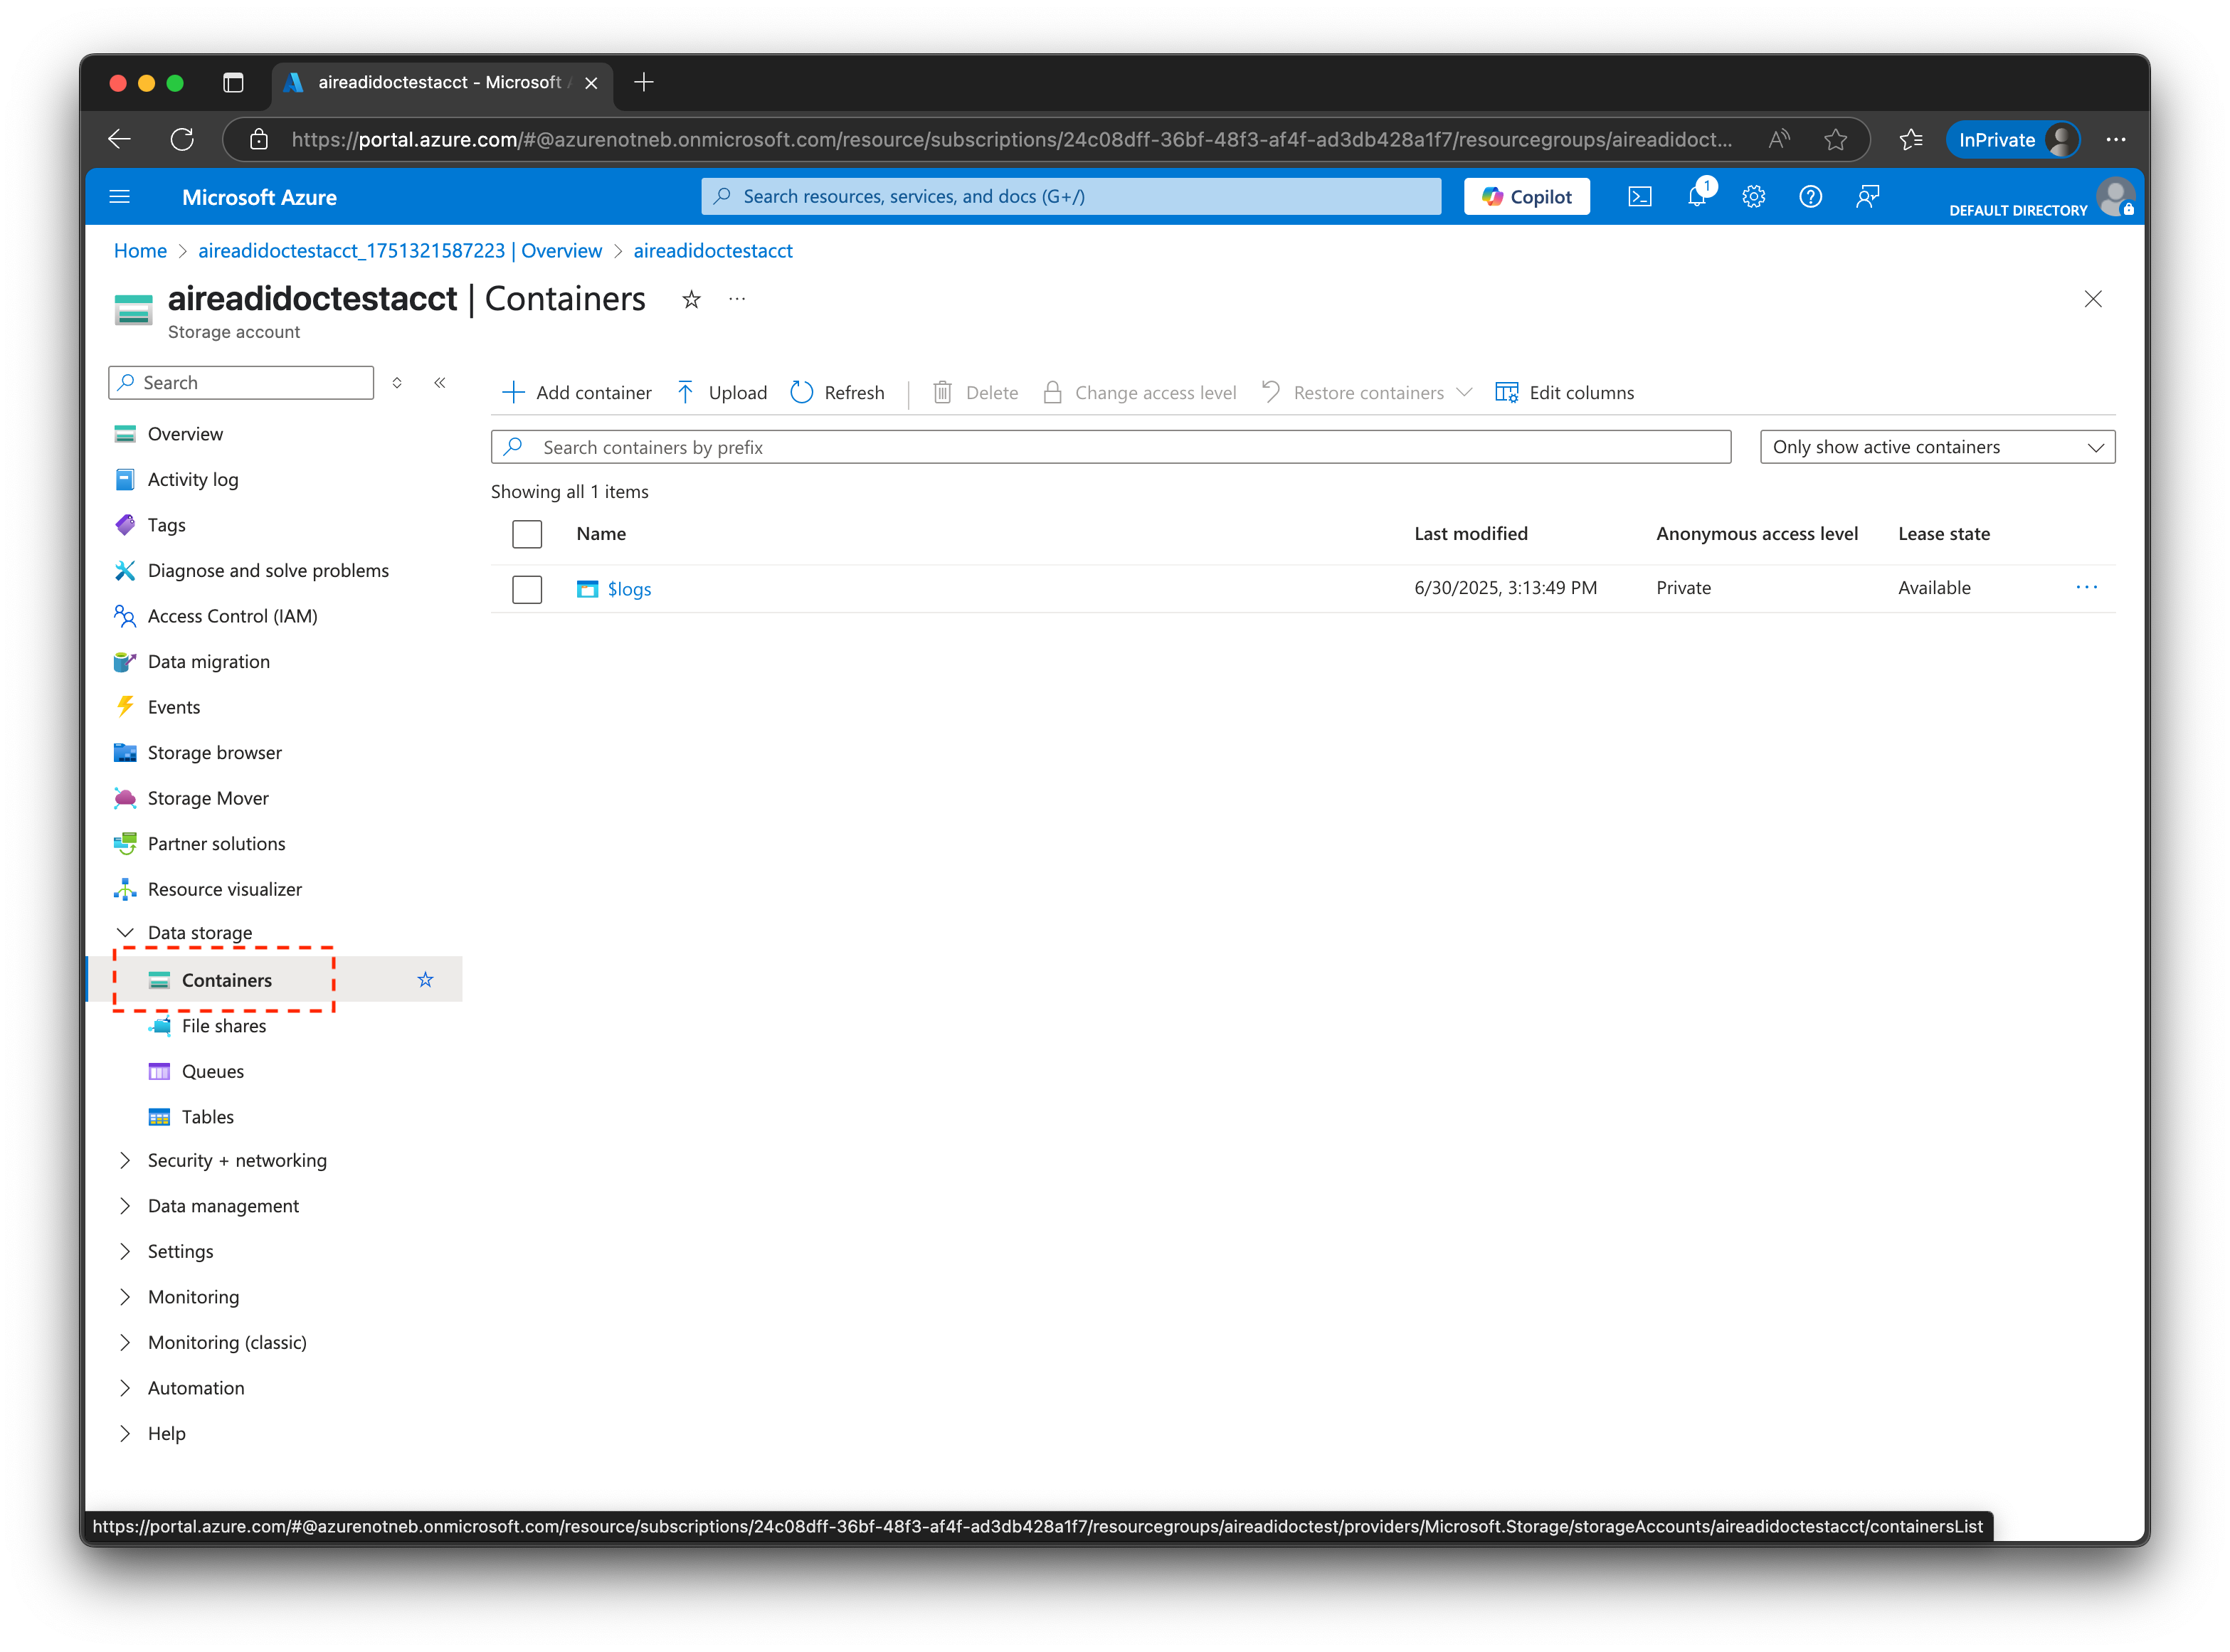 aireadidoctestacct - Microsoft
https://portal.azure.com/#@azurenotneb.onmicrosoft.com/resource/subscriptions/24c08dff-36bf-48f3-af4f-ad3db428a1f7/resourcegroups/aireadidoct...
InPrivate
Microsoft Azure
Search resources, services, and docs (G+/)
Copilot
1
DEFAULT DIRECTORY
Home > aireadidoctestacct_1751321587223 | Overview > aireadidoctestacct
aireadidoctestacct | Containers
Storage account
Search
Add container
Upload
Refresh
Delete
Change access level
Restore containers
Edit columns
Search containers by prefix
Only show active containers
Showing all 1 items
Name Last modified Anonymous access level Lease state
$logs 6/30/2025, 3:13:49 PM Private Available
Overview
Activity log
Tags
Diagnose and solve problems
Access Control (IAM)
Data migration
Events
Storage browser
Storage Mover
Partner solutions
Resource visualizer
Data storage
Containers
File shares
Queues
Tables
Security + networking
Data management
Settings
Monitoring
Monitoring (classic)
Automation
Help
https://portal.azure.com/#@azurenotneb.onmicrosoft.com/resource/subscriptions/24c08dff-36bf-48f3-af4f-ad3db428a1f7/resourcegroups/aireadidoctest/providers/Microsoft.Storage/storageAccounts/aireadidoctestacct/containersList